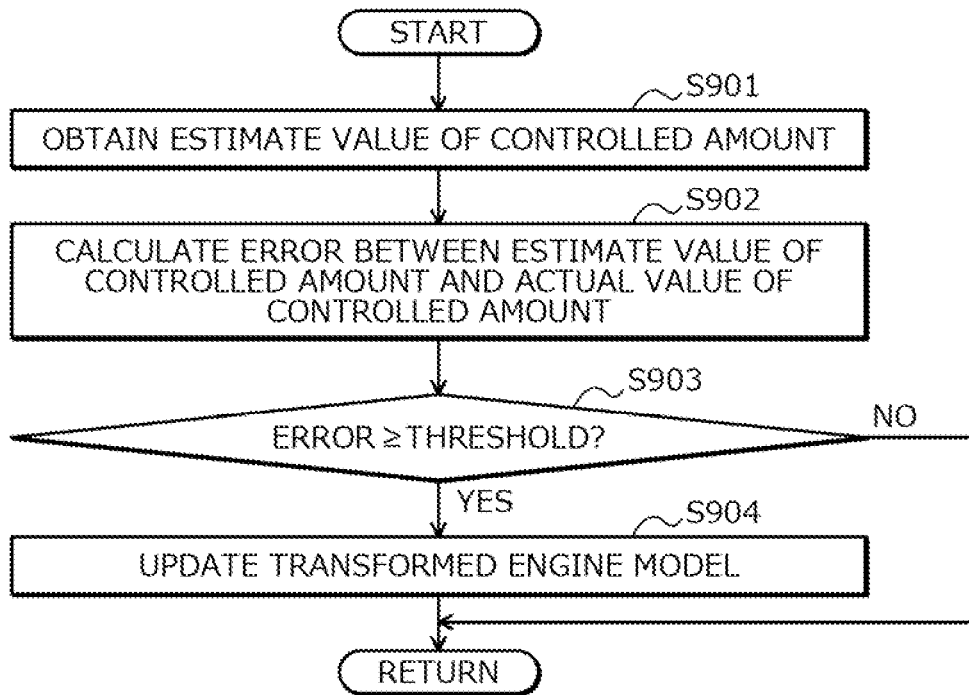 START
S901
OBTAIN ESTIMATE VALUE OF CONTROLLED AMOUNT
S902
CALCULATE ERROR BETWEEN ESTIMATE VALUE OF
CONTROLLED AMOUNT AND ACTUAL VALUE OF
CONTROLLED AMOUNT
S903
ERROR ≥ THRESHOLD?
NO
YES
S904
UPDATE TRANSFORMED ENGINE MODEL
RETURN